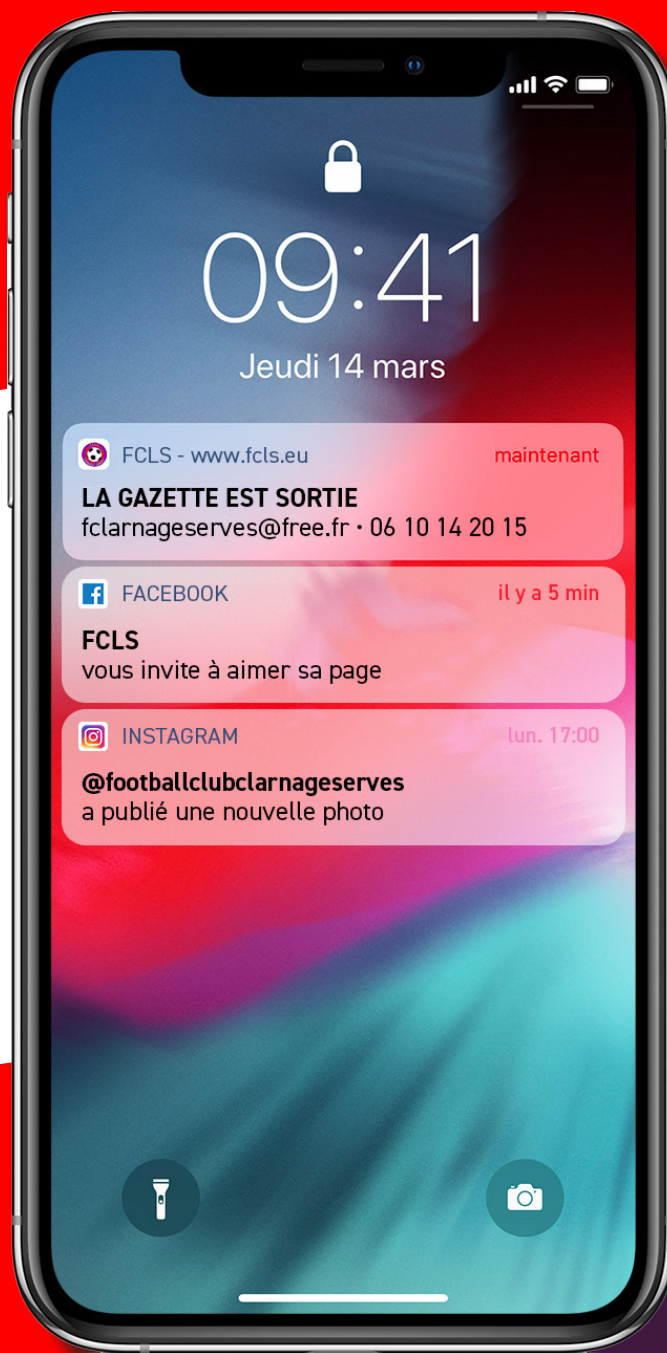 09:41
Jeudi 14 mars
FCLS - www.fcls.eu maintenant
LA GAZETTE EST SORTIE
fclarnageserves@free.fr • 06 10 14 20 15
FACEBOOK il y a 5 min
FCLS
vous invite à aimer sa page
INSTAGRAM lun. 17:00
@footballclubclarnageserves
a publié une nouvelle photo